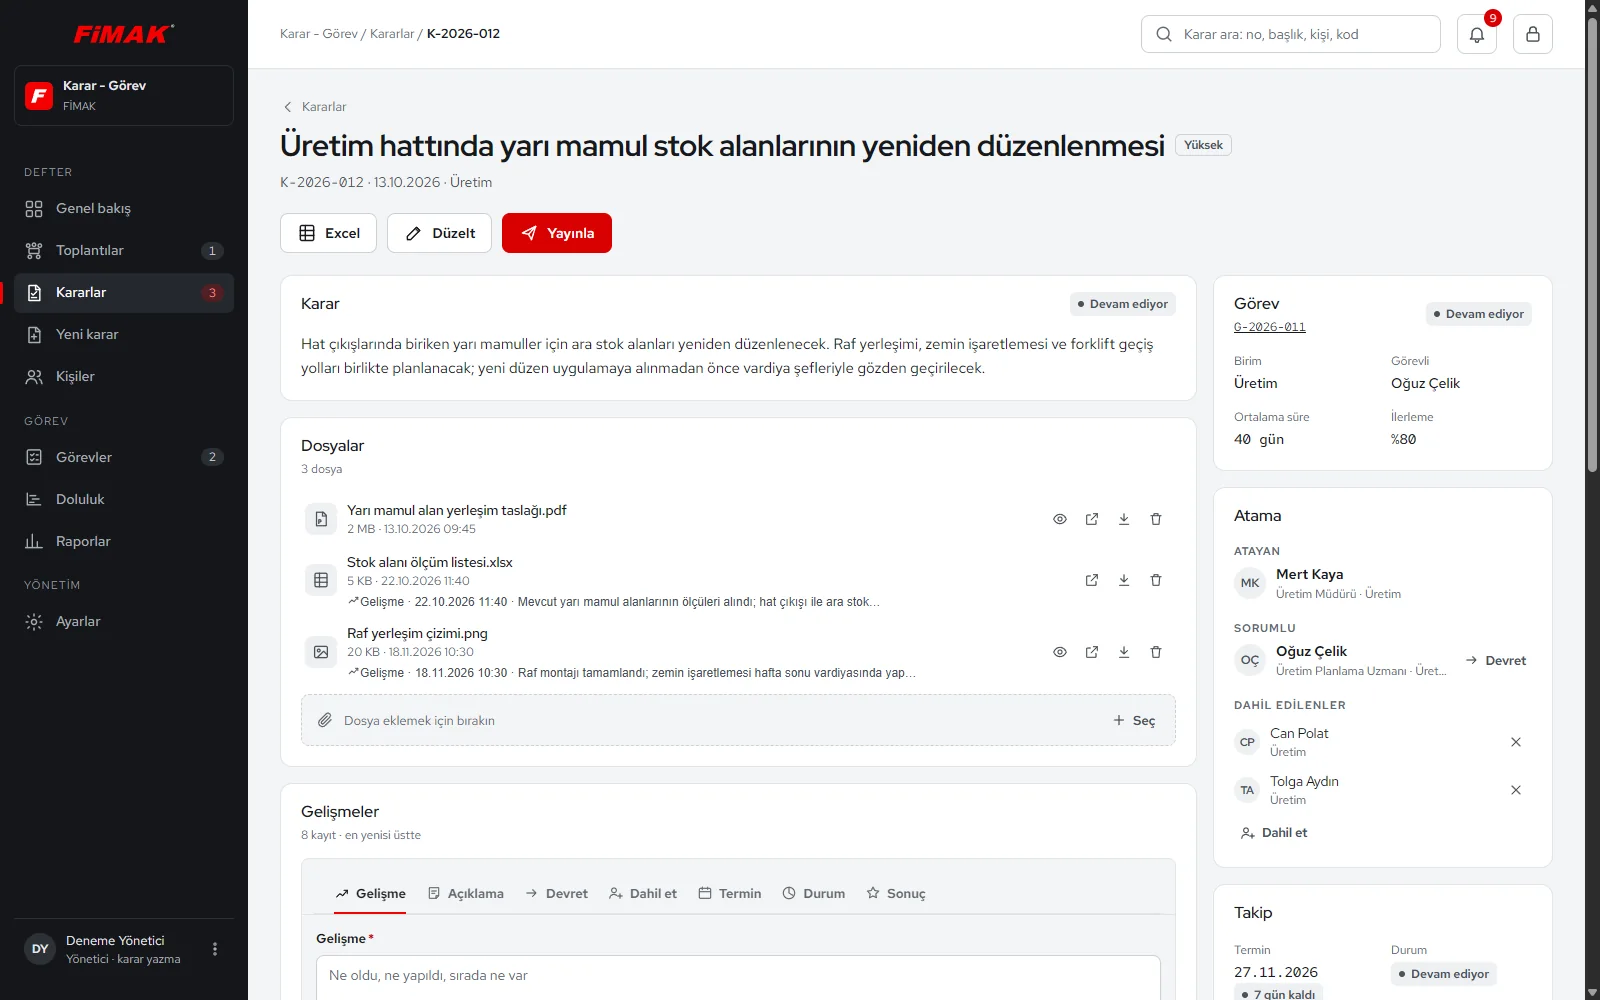 FiMAK
Karar - Görev
FİMAK
DEFTER
Genel bakış
Toplantılar 1
Kararlar 3
Yeni karar
Kişiler
GÖREV
Görevler 2
Doluluk
Raporlar
YÖNETİM
Ayarlar
DY
Deneme Yönetici
Yönetici · karar yazma
Karar - Görev / Kararlar / K-2026-012
Karar ara: no, başlık, kişi, kod
9
Kararlar
Üretim hattında yarı mamul stok alanlarının yeniden düzenlenmesi Yüksek
K-2026-012 · 13.10.2026 · Üretim
Excel
Düzelt
Yayınla
Karar
Devam ediyor
Hat çıkışlarında biriken yarı mamuller için ara stok alanları yeniden düzenlenecek. Raf yerleşimi, zemin işaretlemesi ve forklift geçiş
yolları birlikte planlanacak; yeni düzen uygulamaya alınmadan önce vardiya şefleriyle gözden geçirilecek.
Dosyalar
3 dosya
Yarı mamul alan yerleşim taslağı.pdf
2 MB · 13.10.2026 09:45
Stok alanı ölçüm listesi.xlsx
5 KB · 22.10.2026 11:40
Gelişme · 22.10.2026 11:40 · Mevcut yarı mamul alanlarının ölçüleri alındı; hat çıkışı ile ara stok…
Raf yerleşim çizimi.png
20 KB · 18.11.2026 10:30
Gelişme · 18.11.2026 10:30 · Raf montajı tamamlandı; zemin işaretlemesi hafta sonu vardiyasında yap…
Dosya eklemek için bırakın
Seç
Gelişmeler
8 kayıt · en yenisi üstte
Gelişme Açıklama Devret Dahil et Termin Durum Sonuç
Gelişme *
Ne oldu, ne yapıldı, sırada ne var
Görev
G-2026-011
Devam ediyor
Birim Görevli
Üretim Oğuz Çelik
Ortalama süre İlerleme
40 gün %80
Atama
ATAYAN
MK
Mert Kaya
Üretim Müdürü · Üretim
SORUMLU
OÇ
Oğuz Çelik
Üretim Planlama Uzmanı · Üret…
Devret
DAHİL EDİLENLER
CP
Can Polat
Üretim
TA
Tolga Aydın
Üretim
Dahil et
Takip
Termin Durum
27.11.2026 Devam ediyor
7 gün kaldı